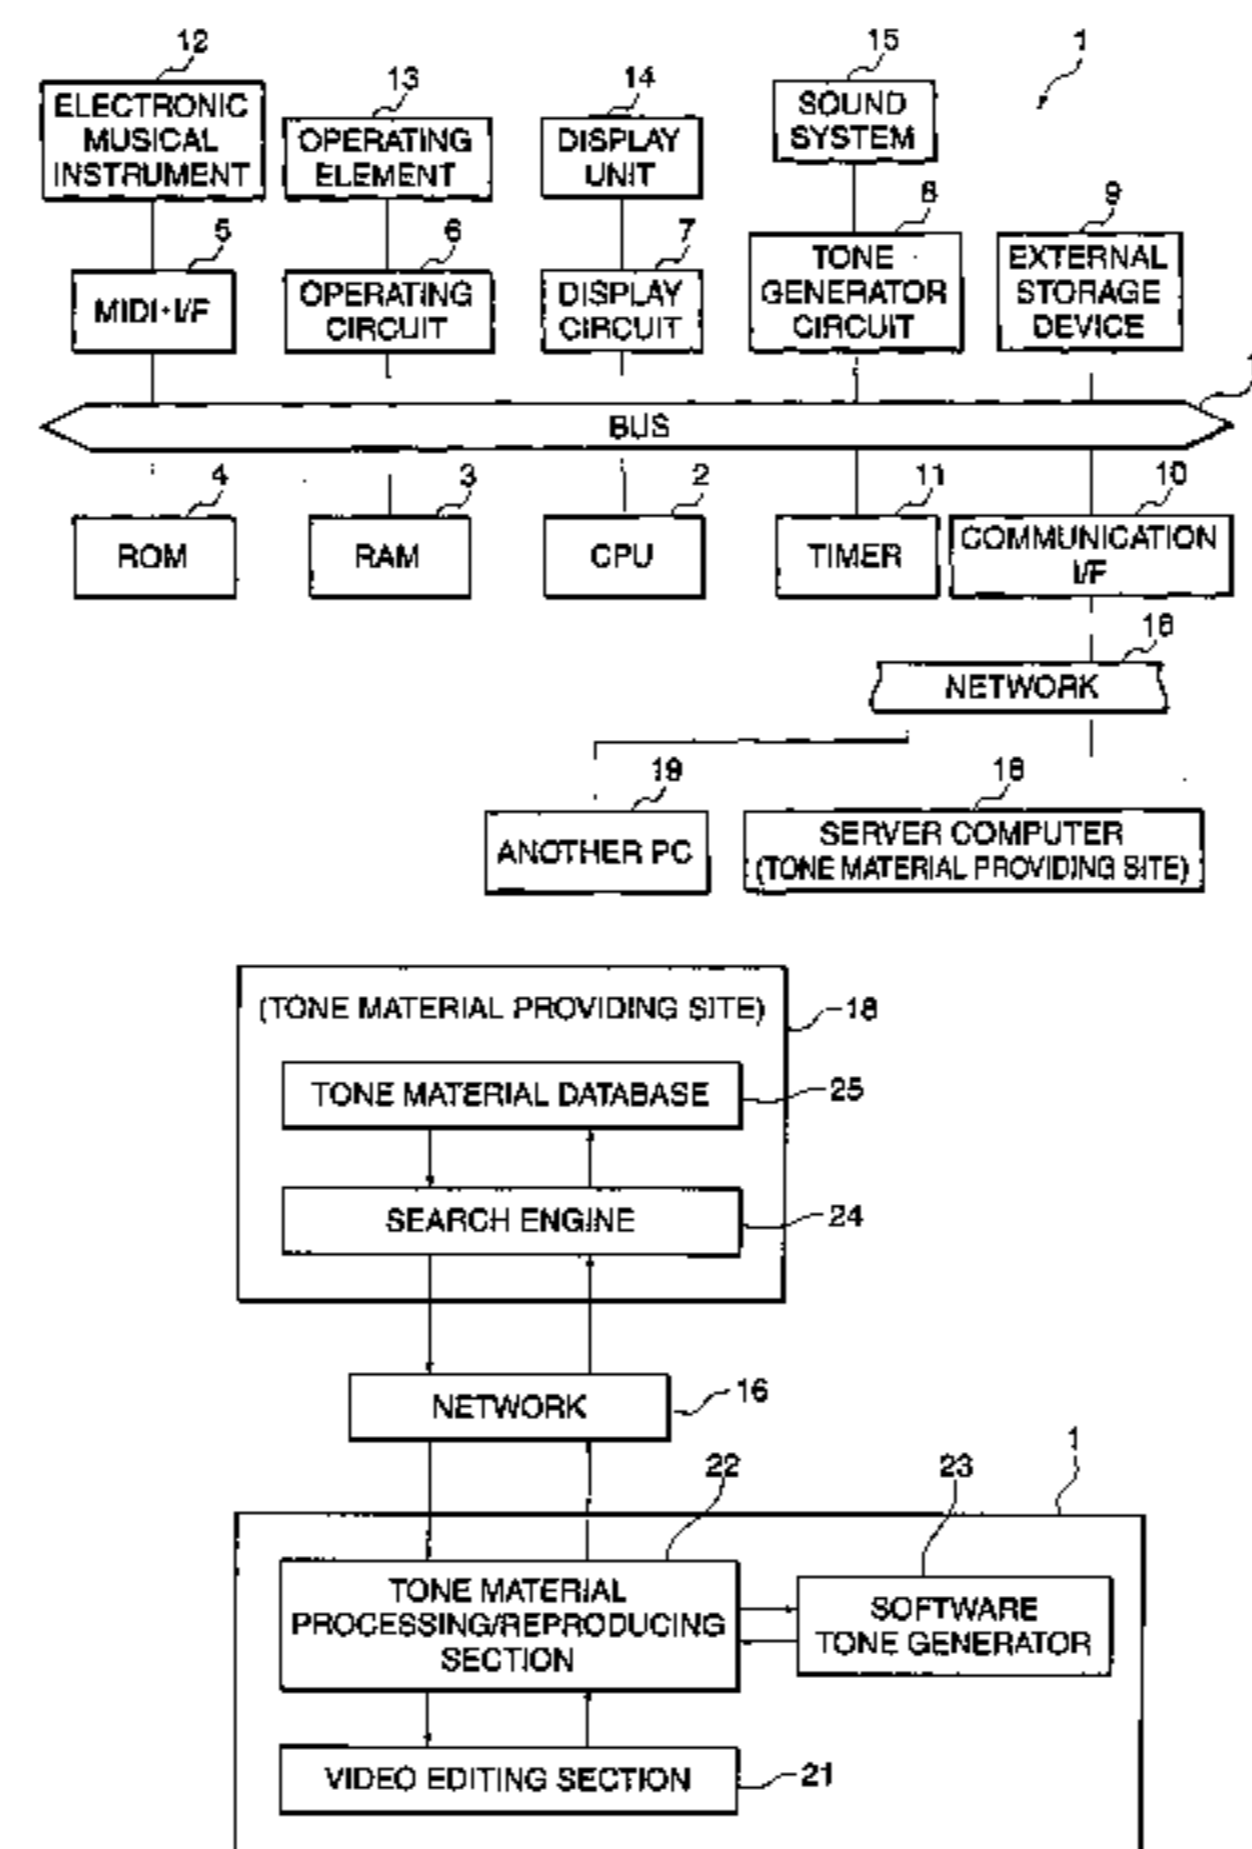 12
13
14
15
1
ELECTRONIC
MUSICAL
INSTRUMENT
OPERATING
ELEMENT
DISPLAY
UNIT
SOUND
SYSTEM
5
6
7
8
9
MIDI•I/F
OPERATING
CIRCUIT
DISPLAY
CIRCUIT
TONE
GENERATOR
CIRCUIT
EXTERNAL
STORAGE
DEVICE
BUS
4
3
2
11
10
ROM
RAM
CPU
TIMER
COMMUNICATION
I/F
16
NETWORK
19
18
ANOTHER PC
SERVER COMPUTER
(TONE MATERIAL PROVIDING SITE)
(TONE MATERIAL PROVIDING SITE)
18
TONE MATERIAL DATABASE
25
SEARCH ENGINE
24
NETWORK
16
22
23
1
TONE MATERIAL
PROCESSING/REPRODUCING
SECTION
SOFTWARE
TONE GENERATOR
VIDEO EDITING SECTION
21